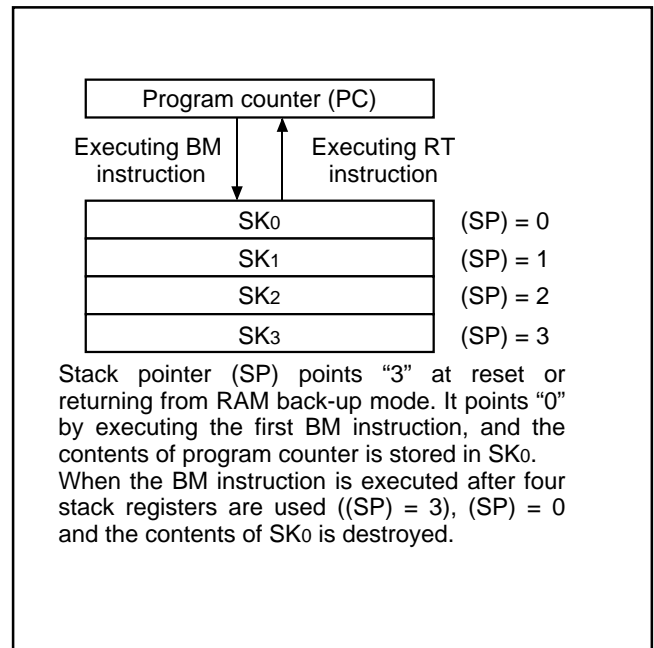 Program counter (PC)
Executing BM
instruction
Executing RT
instruction
SK0
(SP) = 0
SK1
(SP) = 1
SK2
(SP) = 2
SK3
(SP) = 3
Stack pointer (SP) points “3” at reset or
returning from RAM back-up mode. It points “0”
by executing the first BM instruction, and the
contents of program counter is stored in SK0.
When the BM instruction is executed after four
stack registers are used ((SP) = 3), (SP) = 0
and the contents of SK0 is destroyed.